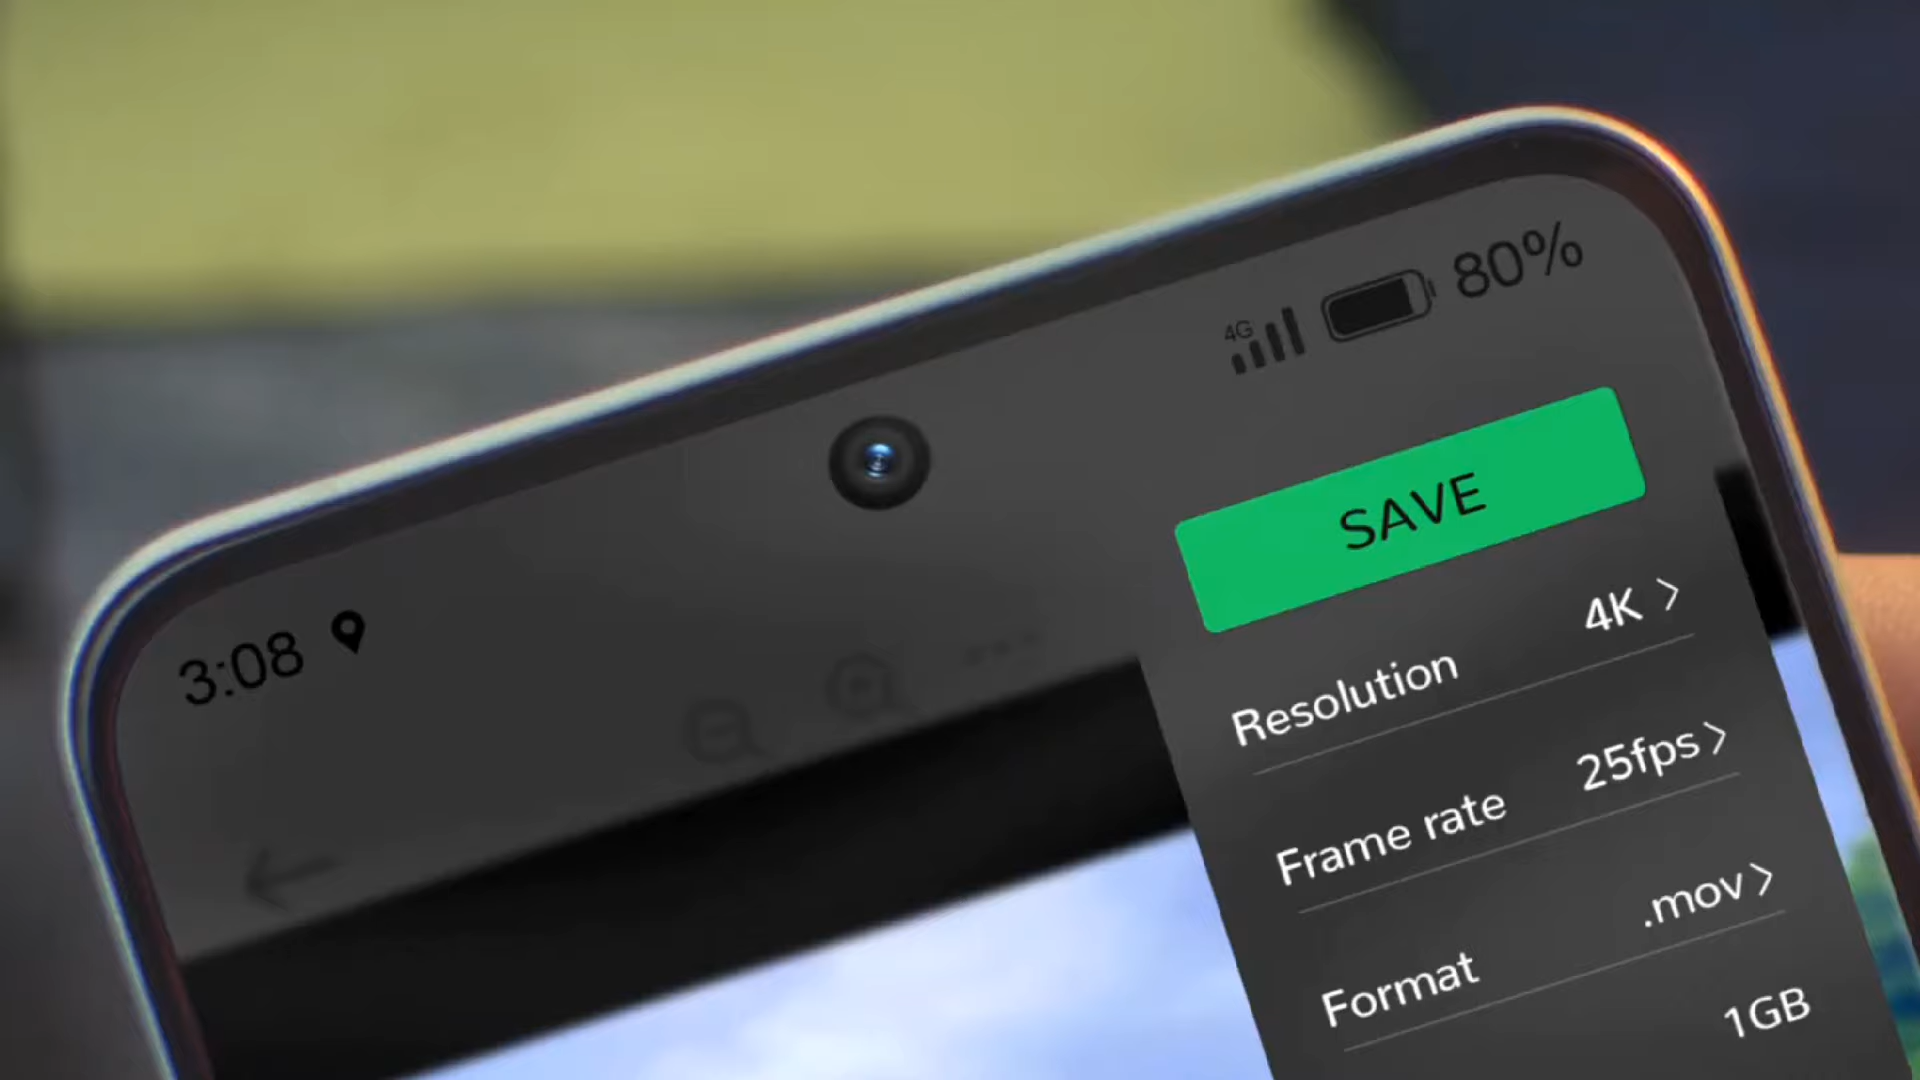 3:08
4G
80%
SAVE
Resolution 4K >
Frame rate 25fps >
Format .mov >
1GB